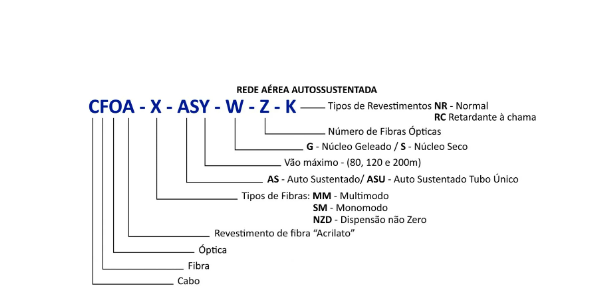 REDE AÉREA AUTOSSUSTENTADA
CFOA - X - ASY - W - Z - K
Tipos de Revestimentos NR - Normal
RC Retardante à chama
Número de Fibras Ópticas
G - Núcleo Geleado / S - Núcleo Seco
Vão máximo - (80, 120 e 200m)
AS - Auto Sustentado/ ASU - Auto Sustentado Tubo Único
Tipos de Fibras: MM - Multimodo
SM - Monomodo
NZD - Dispensão não Zero
Revestimento de fibra “Acrilato”
Óptica
Fibra
Cabo